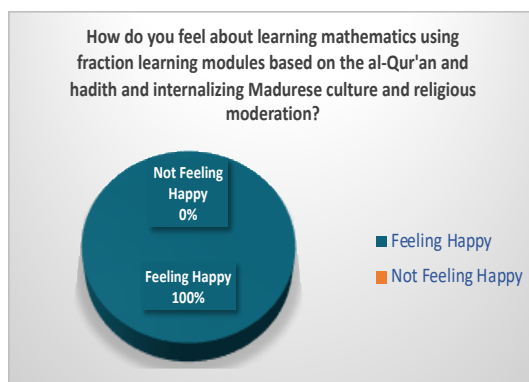 How do you feel about learning mathematics using
fraction learning modules based on the al-Qur'an and
hadith and internalizing Madurese culture and religious
moderation?
Not Feeling
Happy
0%
Feeling Happy
100%
Feeling Happy
Not Feeling Happy